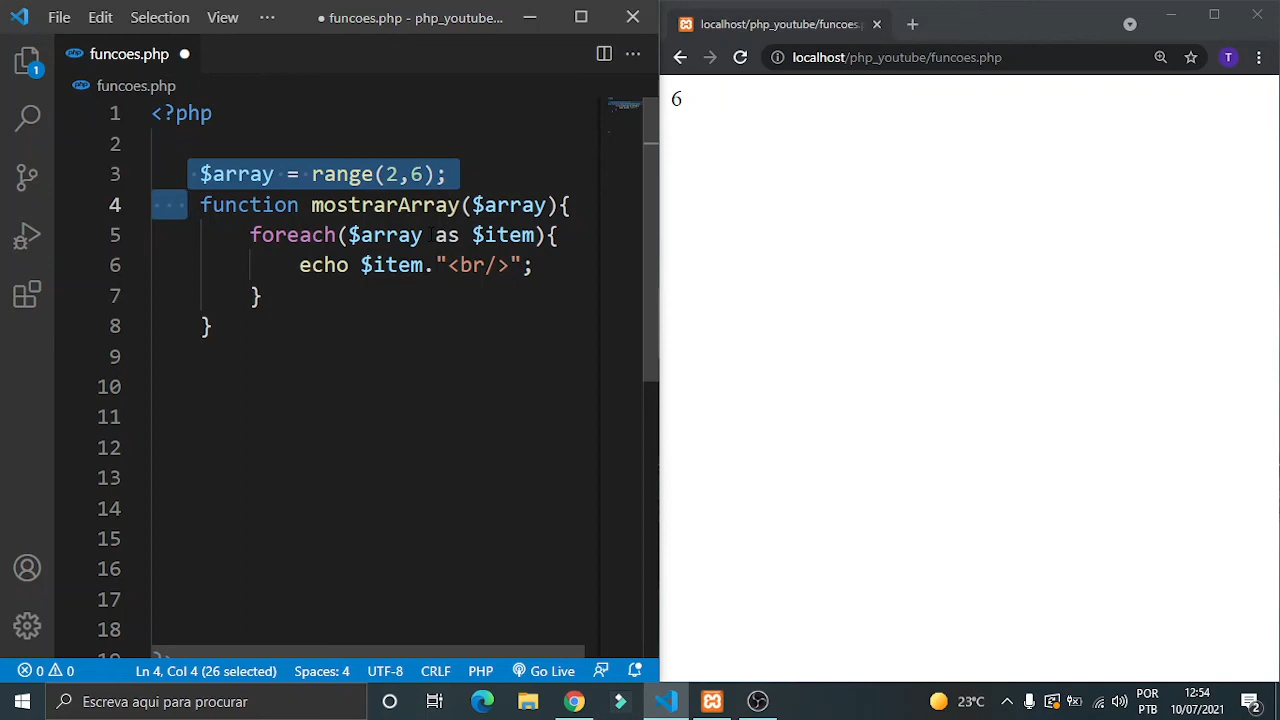 File Edit Selection View ··· ● funcoes.php - php_youtube...
funcoes.php ●
funcoes.php
1 <?php
2
3 $array = range(2,6);
4 function mostrarArray($array){
5 foreach($array as $item){
6 echo $item."<br/>";
7 }
8 }
9
10
11
12
13
14
15
16
17
18
Ln 4, Col 4 (26 selected) Spaces: 4 UTF-8 CRLF PHP Go Live
0 0
1
localhost/php_youtube/funcoes.
localhost/php_youtube/funcoes.php
T
6
Escreva aqui para procurar
23°C
POR
PTB
12:54
10/07/2021
2